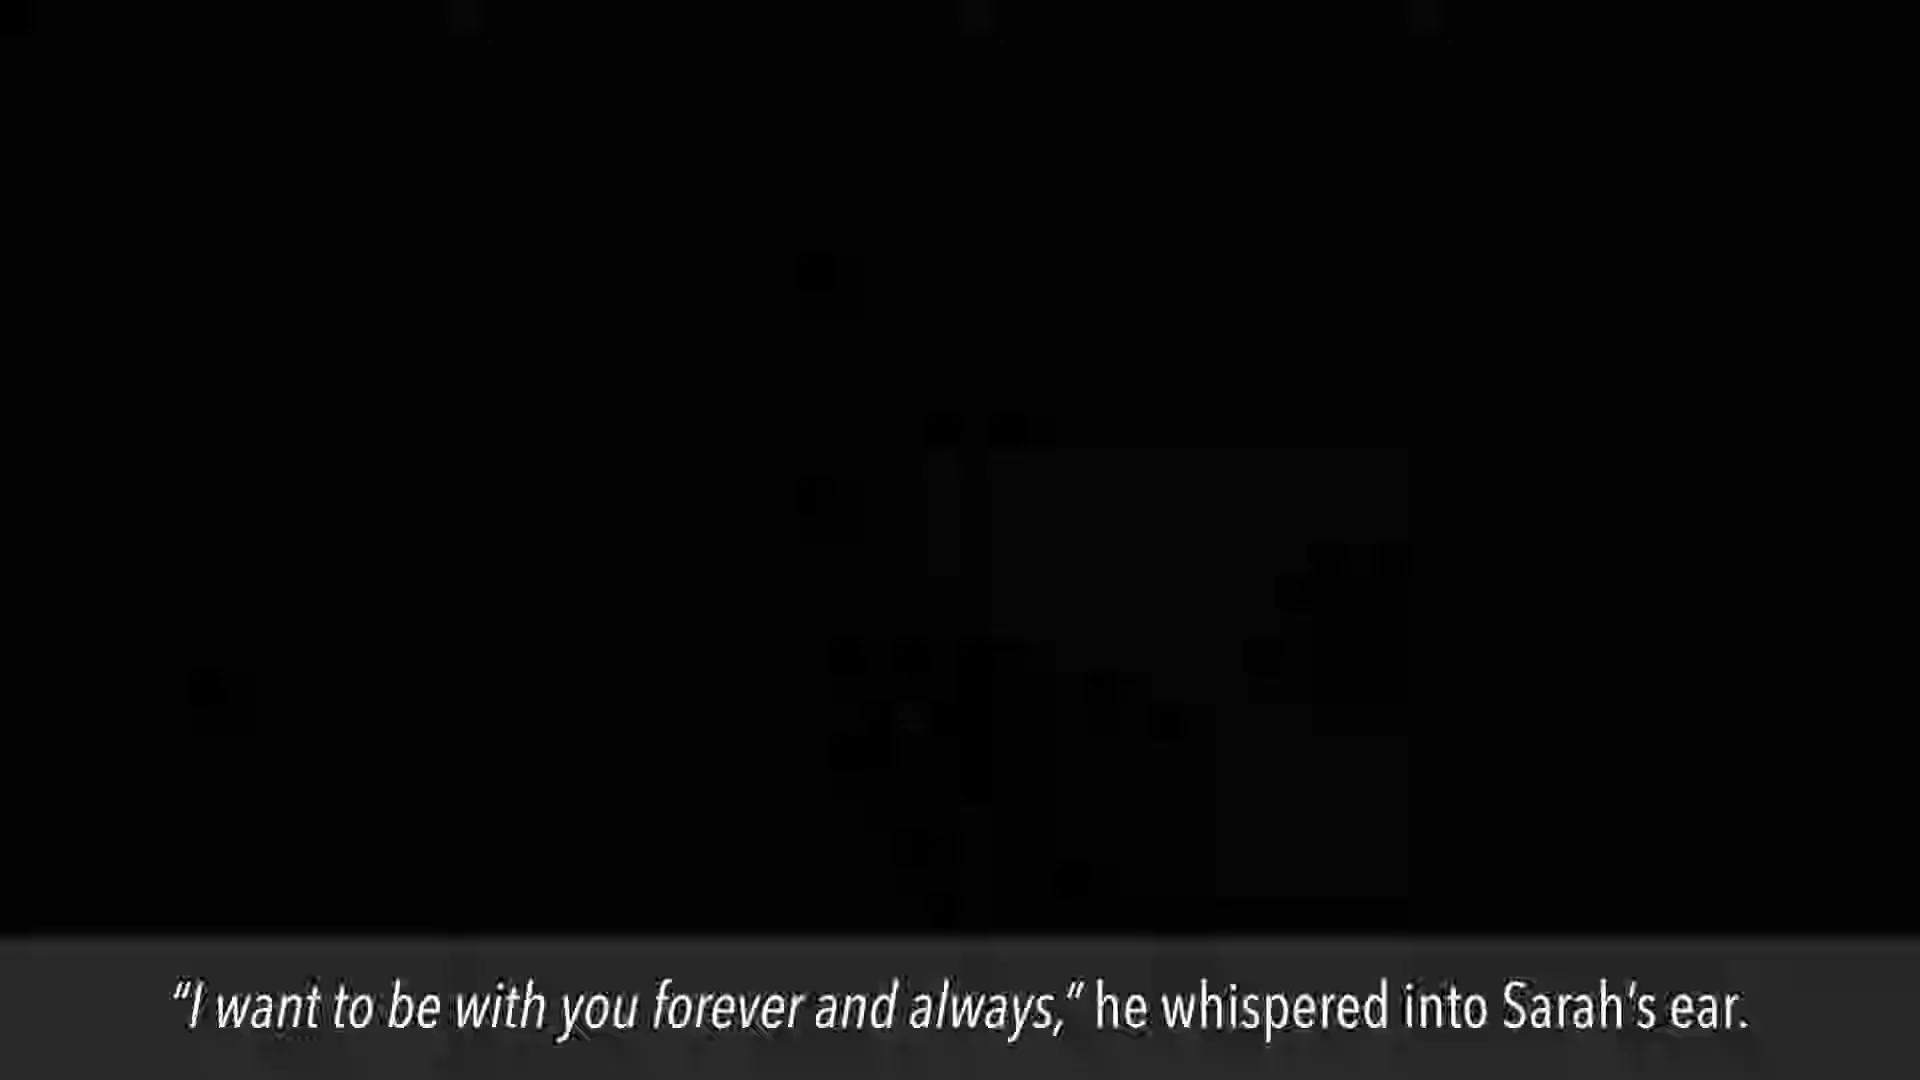 “I want to be with you forever and always,” he whispered into Sarah’s ear.